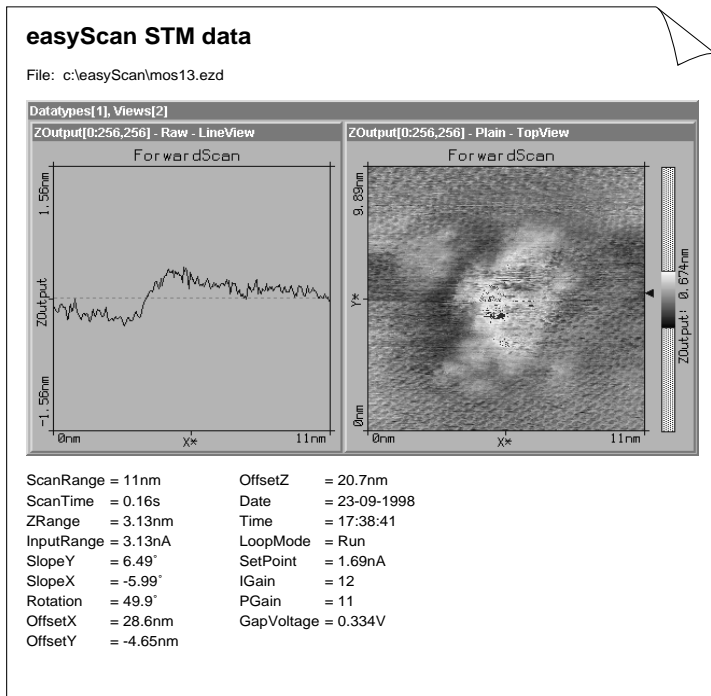 easyScan STM data
File: c:\easyScan\mos13.ezd
Datatypes[1], Views[2]
ZOutput[0:256,256] - Raw - LineView
ForwardScan
1.56nm
ZOutput
-1.56nm
0nm
X*
11nm
ZOutput[0:256,256] - Plain - TopView
ForwardScan
9.89nm
Y*
0nm
0nm
X*
11nm
ZOutput: 0.674nm
ScanRange = 11nm
ScanTime = 0.16s
ZRange = 3.13nm
InputRange = 3.13nA
SlopeY = 6.49°
SlopeX = -5.99°
Rotation = 49.9°
OffsetX = 28.6nm
OffsetY = -4.65nm
OffsetZ = 20.7nm
Date = 23-09-1998
Time = 17:38:41
LoopMode = Run
SetPoint = 1.69nA
IGain = 12
PGain = 11
GapVoltage = 0.334V